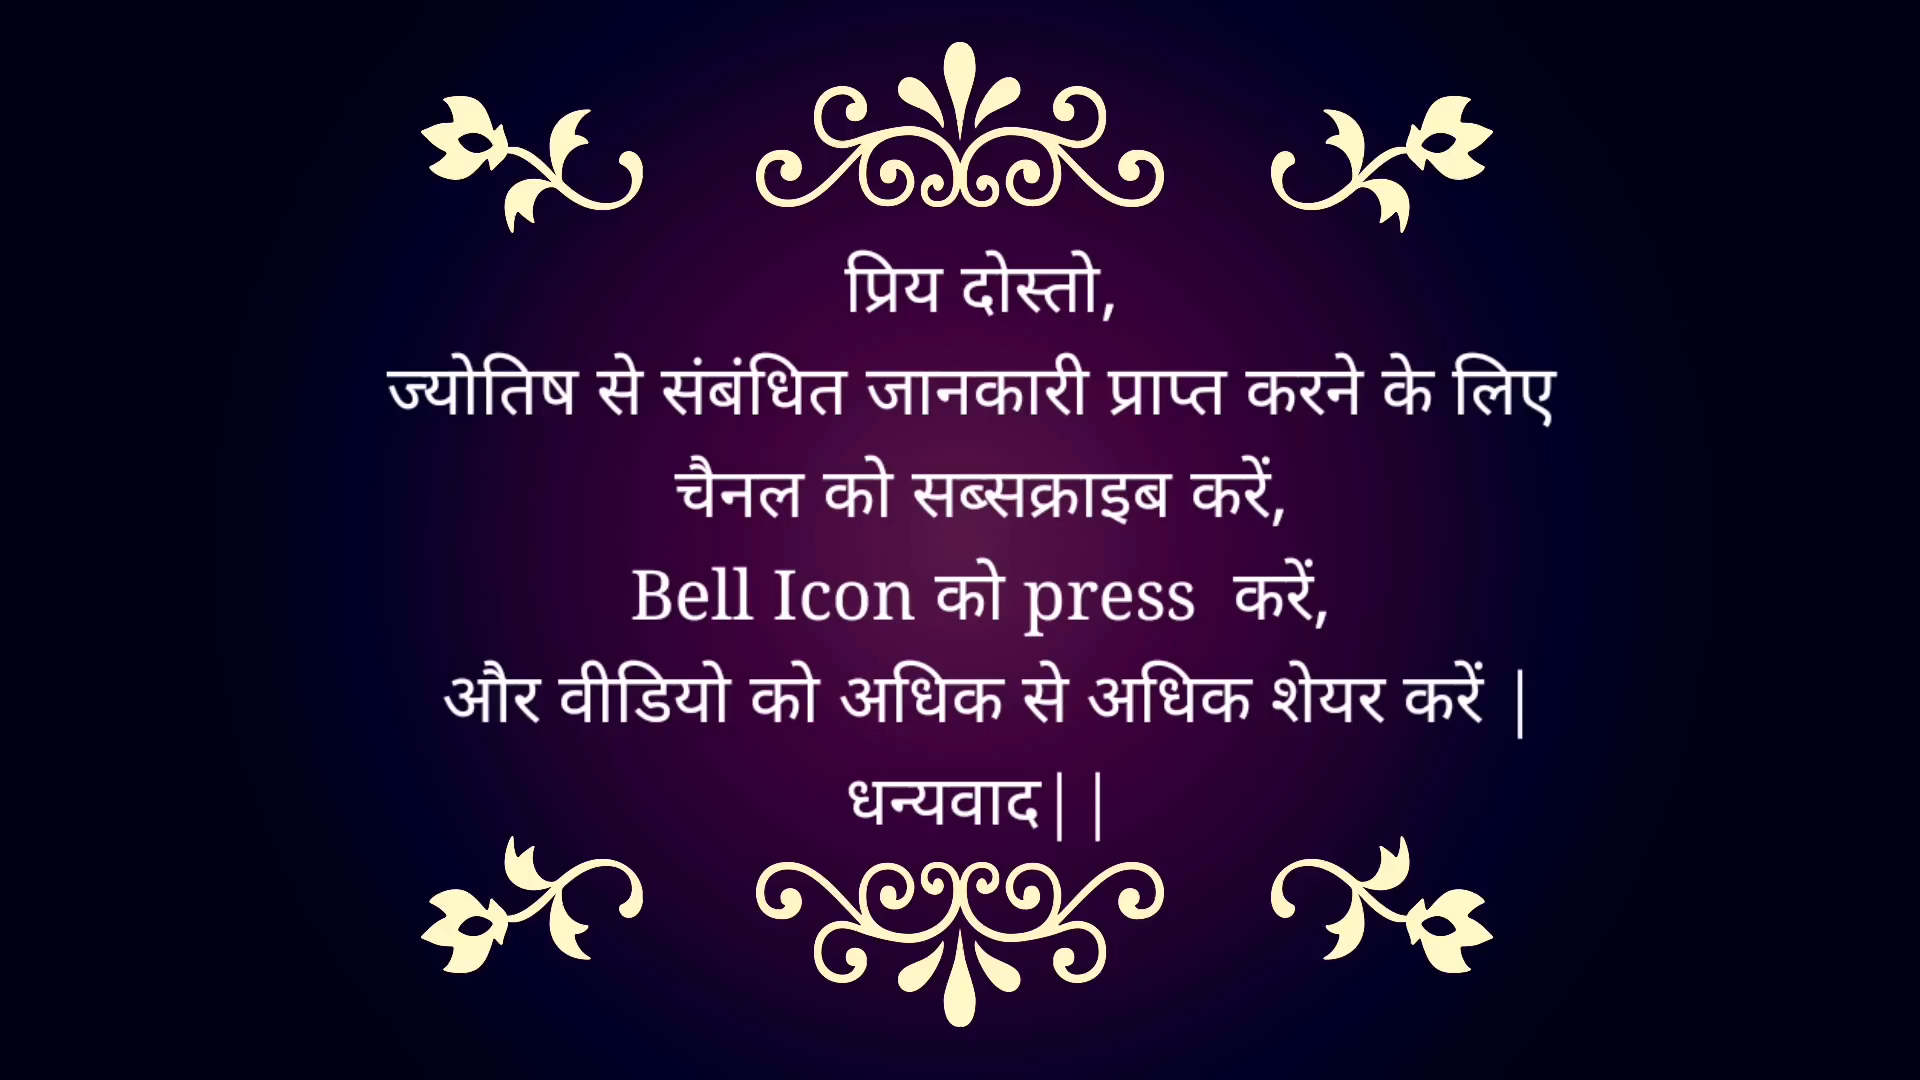 प्रिय दोस्तो,
ज्योतिष से संबंधित जानकारी प्राप्त करने के लिए
चैनल को सब्सक्राइब करें,
Bell Icon को press  करें,
और वीडियो को अधिक से अधिक शेयर करें |
धन्यवाद||